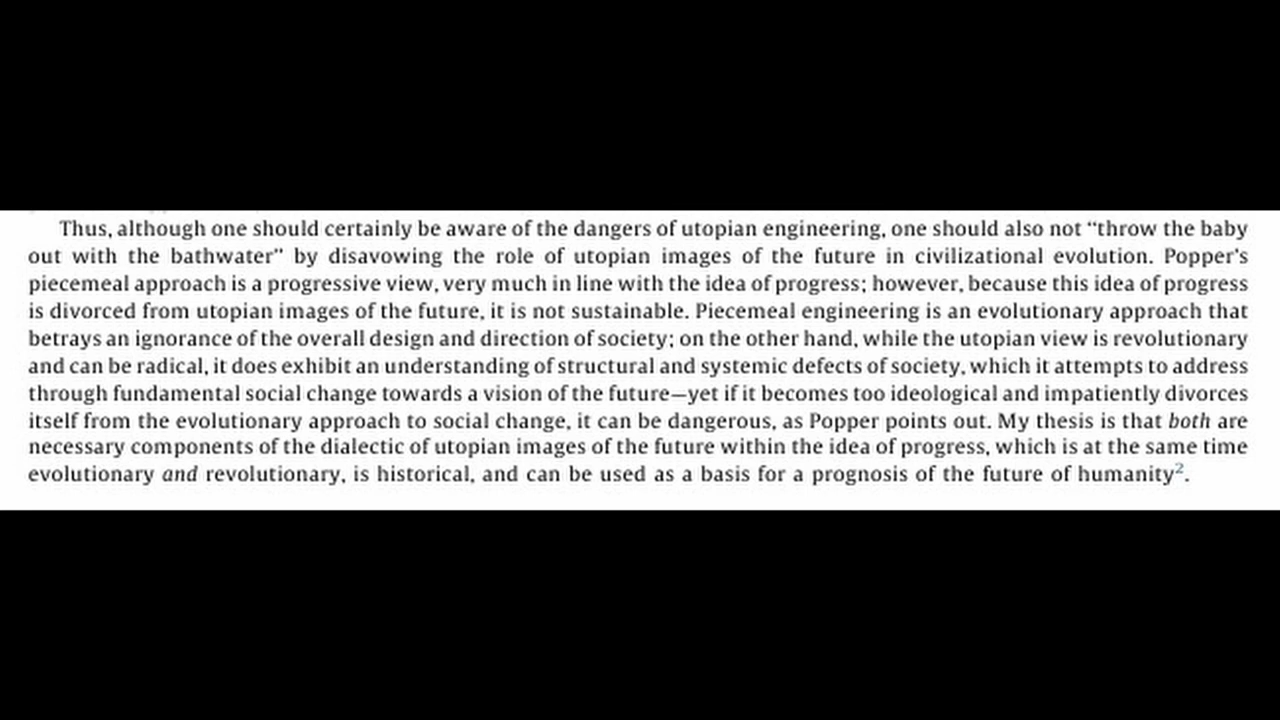 Thus, although one should certainly be aware of the dangers of utopian engineering, one should also not “throw the baby
out with the bathwater” by disavowing the role of utopian images of the future in civilizational evolution. Popper’s
piecemeal approach is a progressive view, very much in line with the idea of progress; however, because this idea of progress
is divorced from utopian images of the future, it is not sustainable. Piecemeal engineering is an evolutionary approach that
betrays an ignorance of the overall design and direction of society; on the other hand, while the utopian view is revolutionary
and can be radical, it does exhibit an understanding of structural and systemic defects of society, which it attempts to address
through fundamental social change towards a vision of the future—yet if it becomes too ideological and impatiently divorces
itself from the evolutionary approach to social change, it can be dangerous, as Popper points out. My thesis is that both are
necessary components of the dialectic of utopian images of the future within the idea of progress, which is at the same time
evolutionary and revolutionary, is historical, and can be used as a basis for a prognosis of the future of humanity².